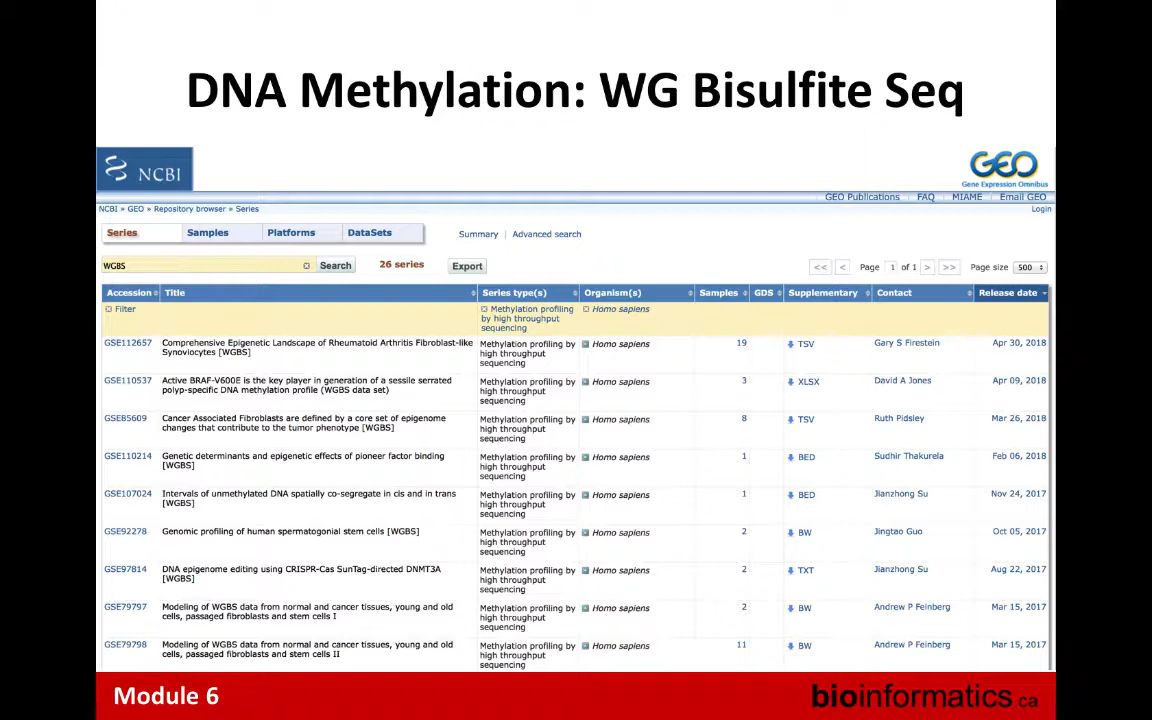 DNA Methylation: WG Bisulfite Seq
NCBI
GEO
Gene Expression Omnibus
GEO Publications FAQ MIAME Email GEO
NCBI » GEO » Repository browser » Series Login
Series Samples Platforms DataSets Summary | Advanced search
WGBS Search 26 series Export << < Page 1 of 1 > >> Page size 500
Accession Title Series type(s) Organism(s) Samples GDS Supplementary Contact Release date
Filter Methylation profiling Homo sapiens
by high throughput
sequencing
GSE112657 Comprehensive Epigenetic Landscape of Rheumatoid Arthritis Fibroblast-like Methylation profiling by Homo sapiens 19 TSV Gary S Firestein Apr 30, 2018
Synoviocytes [WGBS] high throughput
sequencing
GSE110537 Active BRAF-V600E is the key player in generation of a sessile serrated Methylation profiling by Homo sapiens 3 XLSX David A Jones Apr 09, 2018
polyp-specific DNA methylation profile (WGBS data set) high throughput
sequencing
GSE85609 Cancer Associated Fibroblasts are defined by a core set of epigenome Methylation profiling by Homo sapiens 8 TSV Ruth Pidsley Mar 26, 2018
changes that contribute to the tumor phenotype [WGBS] high throughput
sequencing
GSE110214 Genetic determinants and epigenetic effects of pioneer factor binding Methylation profiling by Homo sapiens 1 BED Sudhir Thakurela Feb 06, 2018
[WGBS] high throughput
sequencing
GSE107024 Intervals of unmethylated DNA spatially co-segregate in cis and in trans Methylation profiling by Homo sapiens 1 BED Jianzhong Su Nov 24, 2017
[WGBS] high throughput
sequencing
GSE92278 Genomic profiling of human spermatogonial stem cells [WGBS] Methylation profiling by Homo sapiens 2 BW Jingtao Guo Oct 05, 2017
high throughput
sequencing
GSE97814 DNA epigenome editing using CRISPR-Cas SunTag-directed DNMT3A Methylation profiling by Homo sapiens 2 TXT Jianzhong Su Aug 22, 2017
[WGBS] high throughput
sequencing
GSE79797 Modeling of WGBS data from normal and cancer tissues, young and old Methylation profiling by Homo sapiens 2 BW Andrew P Feinberg Mar 15, 2017
cells, passaged fibroblasts and stem cells I high throughput
sequencing
GSE79798 Modeling of WGBS data from normal and cancer tissues, young and old Methylation profiling by Homo sapiens 11 BW Andrew P Feinberg Mar 15, 2017
cells, passaged fibroblasts and stem cells II high throughput
sequencing
Module 6 bioinformatics.ca